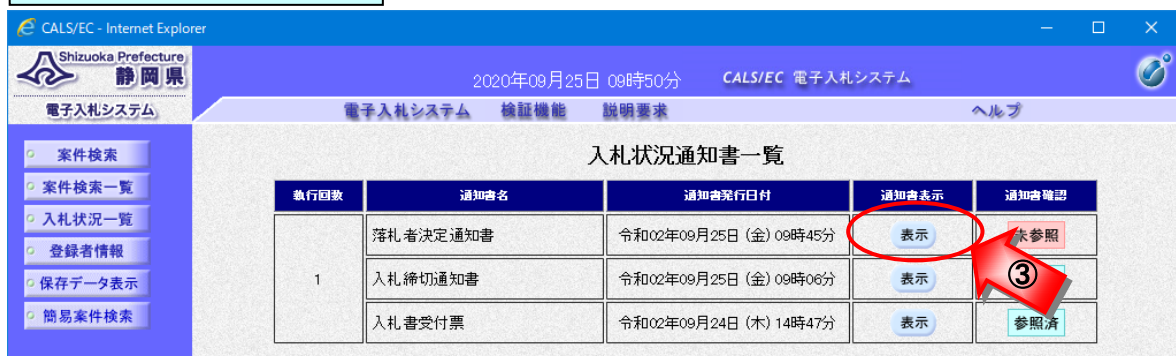 CALS/EC - Internet Explorer
Shizuoka Prefecture
静岡県
2020年09月25日 09時50分 CALS/EC 電子入札システム
電子入札システム
電子入札システム 検証機能 説明要求 ヘルプ
入札状況通知書一覧
案件検索
案件検索一覧
入札状況一覧
登録者情報
保存データ表示
簡易案件検索
執行回数 通知書名 通知書発行日付 通知書表示 通知書確認
落札者決定通知書 令和02年09月25日（金）09時45分 表示 未参照
1 入札締切通知書 令和02年09月25日（金）09時06分 表示
③
入札書受付票 令和02年09月24日（木）14時47分 表示 参照済